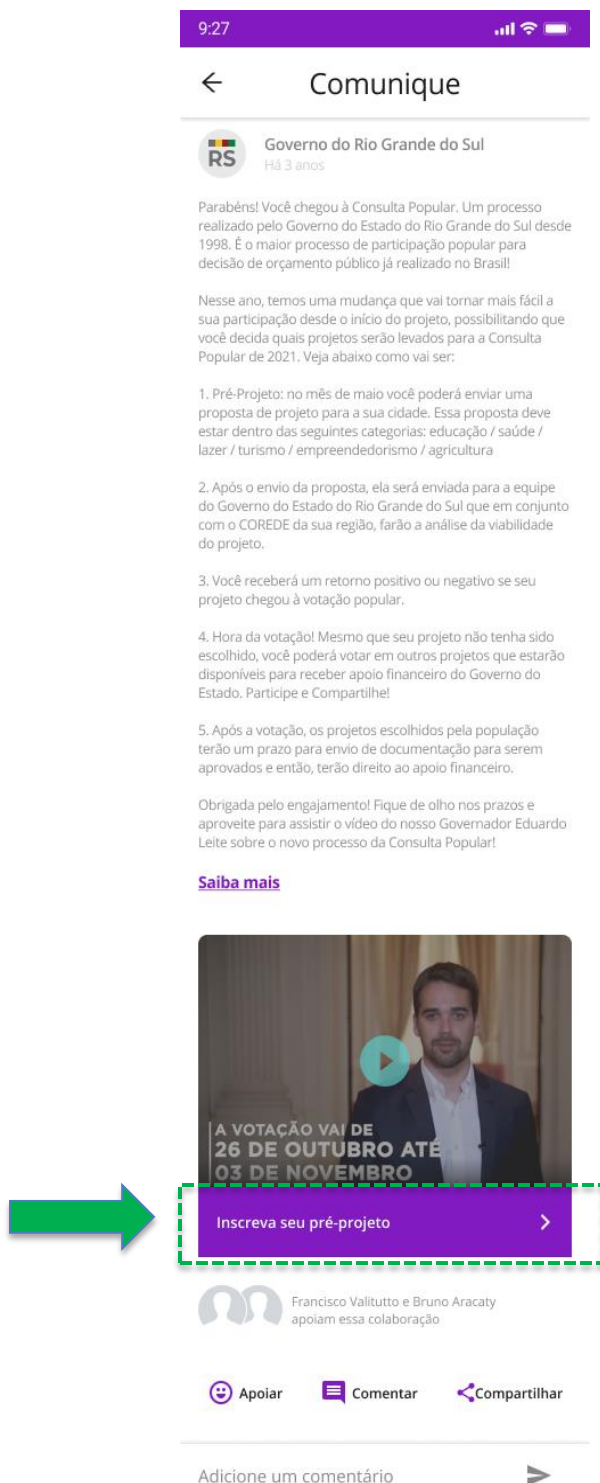 9:27
Comunique
RS
Governo do Rio Grande do Sul
Há 3 anos
Parabéns! Você chegou à Consulta Popular. Um processo
realizado pelo Governo do Estado do Rio Grande do Sul desde
1998. É o maior processo de participação popular para
decisão de orçamento público já realizado no Brasil!
Nesse ano, temos uma mudança que vai tornar mais fácil a
sua participação desde o início do projeto, possibilitando que
você decida quais projetos serão levados para a Consulta
Popular de 2021. Veja abaixo como vai ser:
1. Pré-Projeto: no mês de maio você poderá enviar uma
proposta de projeto para a sua cidade. Essa proposta deve
estar dentro das seguintes categorias: educação / saúde /
lazer / turismo / empreendedorismo / agricultura
2. Após o envio da proposta, ela será enviada para a equipe
do Governo do Estado do Rio Grande do Sul que em conjunto
com o COREDE da sua região, farão a análise da viabilidade
do projeto.
3. Você receberá um retorno positivo ou negativo se seu
projeto chegou à votação popular.
4. Hora da votação! Mesmo que seu projeto não tenha sido
escolhido, você poderá votar em outros projetos que estarão
disponíveis para receber apoio financeiro do Governo do
Estado. Participe e Compartilhe!
5. Após a votação, os projetos escolhidos pela população
terão um prazo para envio de documentação para serem
aprovados e então, terão direito ao apoio financeiro.
Obrigada pelo engajamento! Fique de olho nos prazos e
aproveite para assistir o vídeo do nosso Governador Eduardo
Leite sobre o novo processo da Consulta Popular!
Saiba mais
A VOTAÇÃO VAI DE
26 DE OUTUBRO ATÉ
03 DE NOVEMBRO
Inscreva seu pré-projeto
Francisco Valitutto e Bruno Aracaty
apoiam essa colaboração
Apoiar Comentar Compartilhar
Adicione um comentário